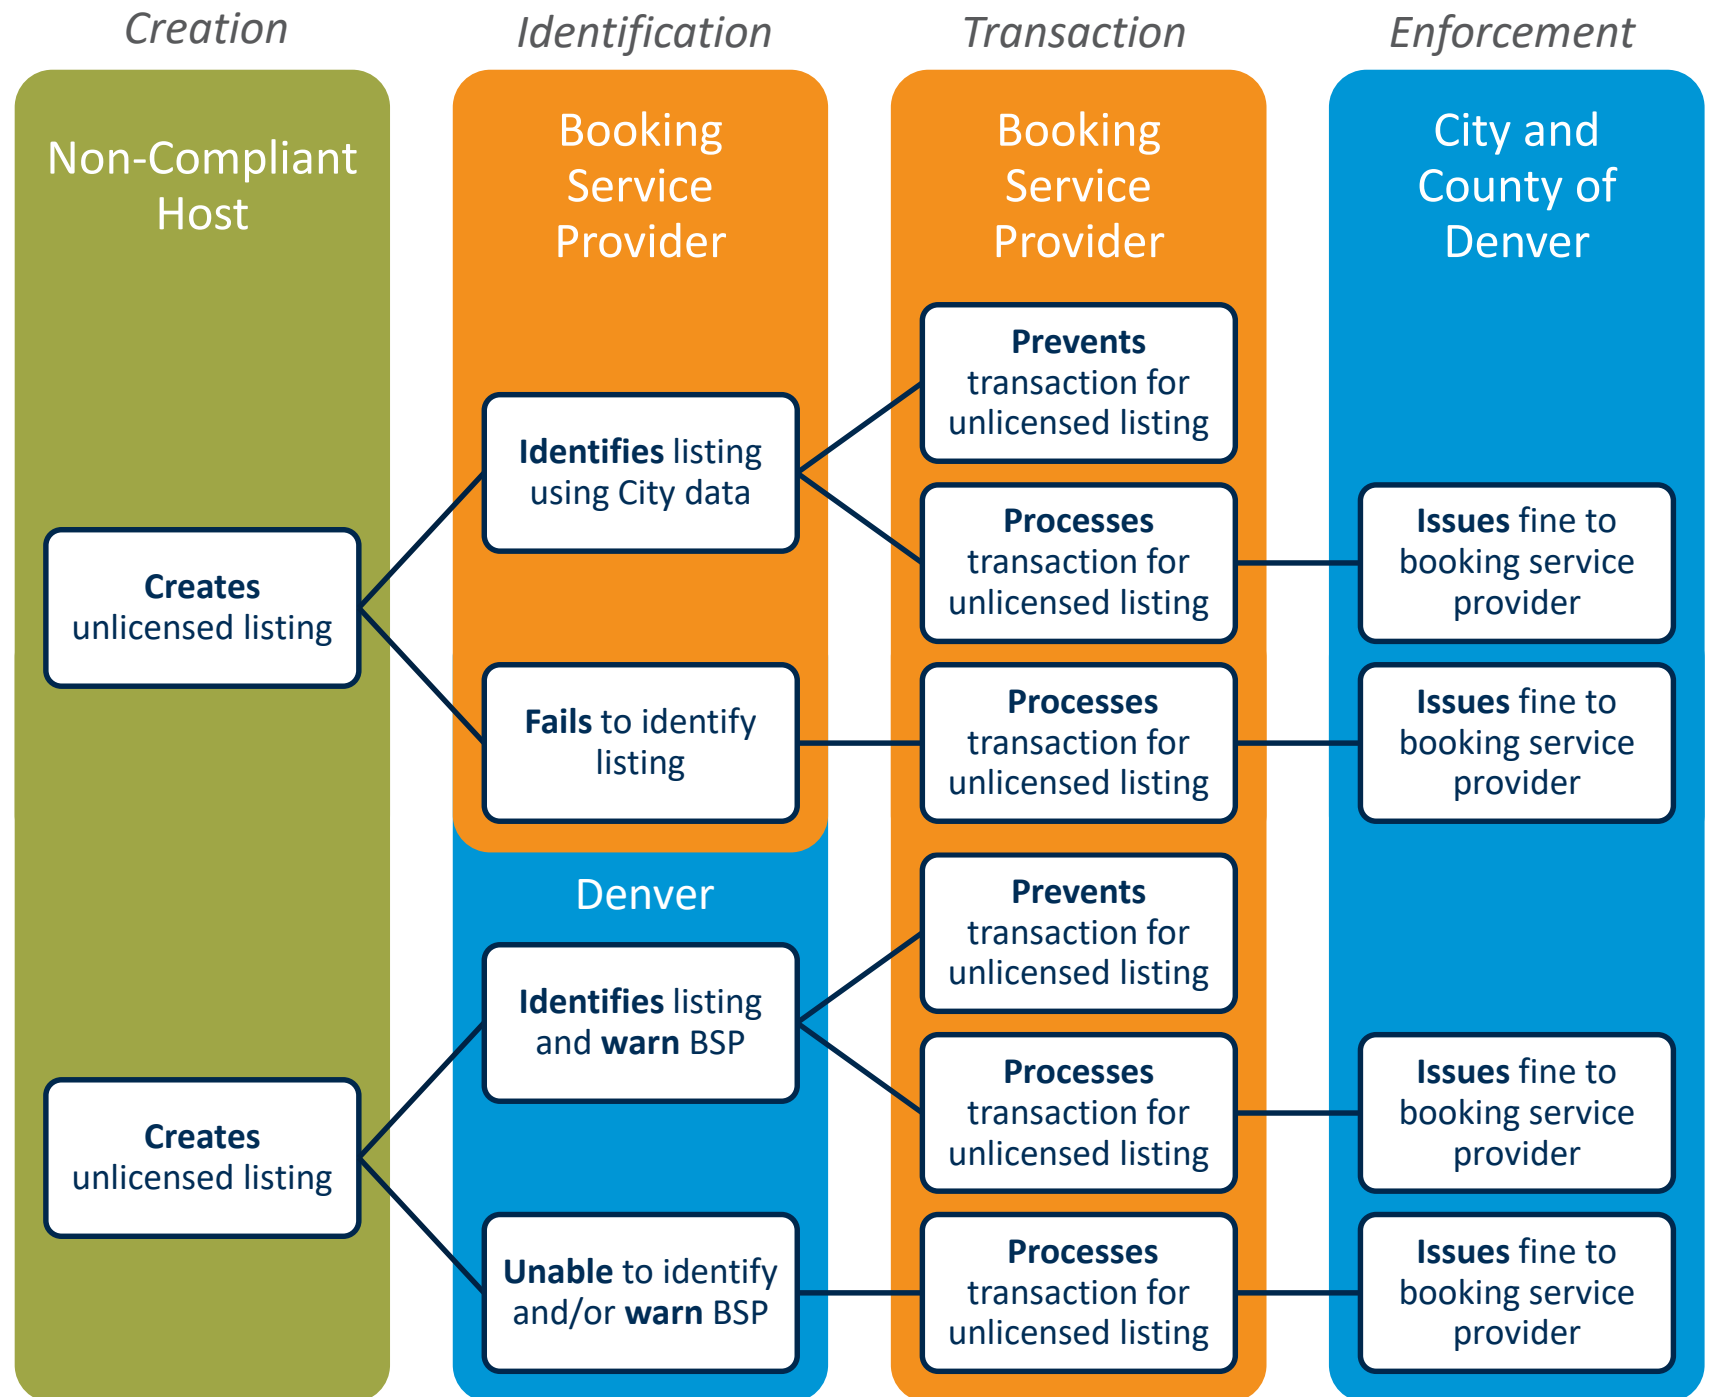 Creation
Identification
Transaction
Enforcement
Non-Compliant
Host
Booking
Service
Provider
Booking
Service
Provider
City and
County of
Denver
Creates
unlicensed listing
Identifies listing
using City data
Prevents
transaction for
unlicensed listing
Processes
transaction for
unlicensed listing
Issues fine to
booking service
provider
Fails to identify
listing
Processes
transaction for
unlicensed listing
Issues fine to
booking service
provider
Denver
Creates
unlicensed listing
Identifies listing
and warn BSP
Prevents
transaction for
unlicensed listing
Processes
transaction for
unlicensed listing
Issues fine to
booking service
provider
Unable to identify
and/or warn BSP
Processes
transaction for
unlicensed listing
Issues fine to
booking service
provider